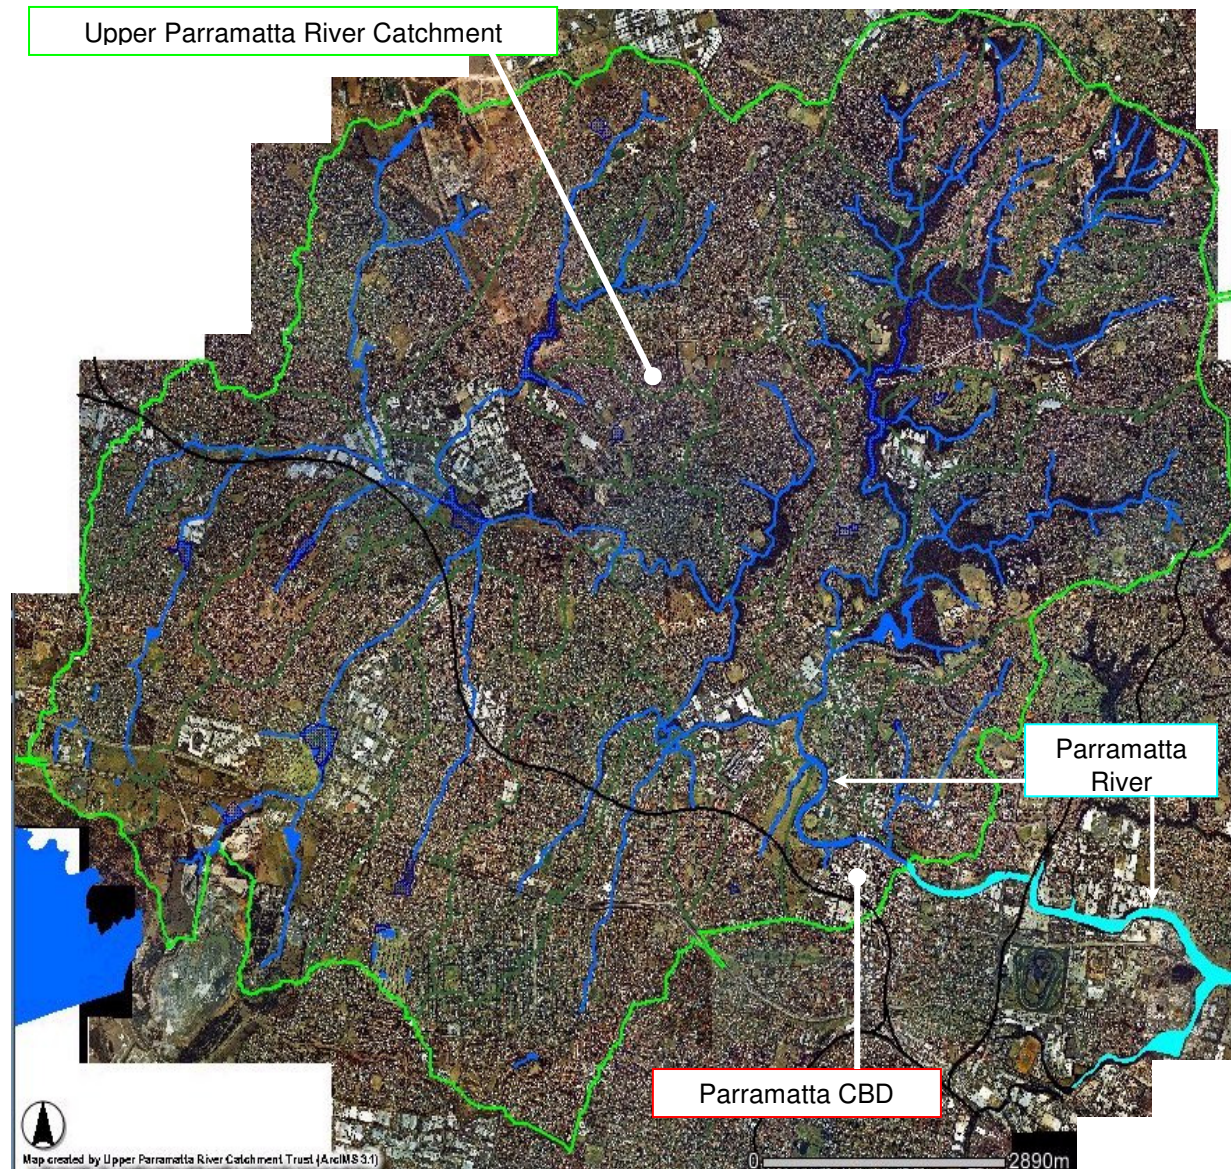 Upper Parramatta River Catchment
Parramatta
River
Parramatta CBD
Map created by Upper Parramatta River Catchment Trust (ArcIMS 3.1)
0
2890m